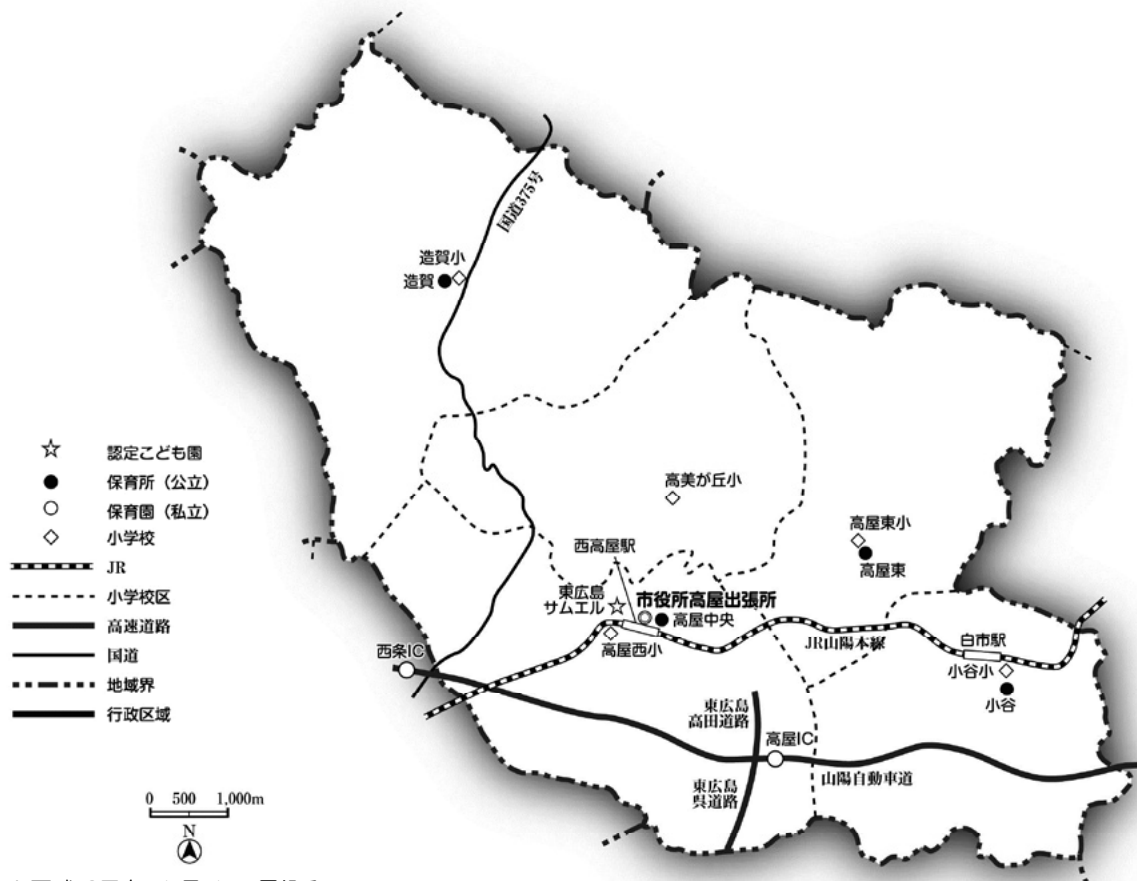 国道375号
造賀小
造賀
認定こども園
保育所（公立）
保育園（私立）
小学校
JR
小学校区
高速道路
国道
地域界
行政区域
0 500 1,000m
N
高美が丘小
高屋東小
高屋東
西高屋駅
東広島
サムエル
市役所高屋出張所
高屋中央
高屋西小
JR山陽本線
白市駅
小谷小
小谷
西条IC
東広島
高田道路
高屋IC
東広島
呉道路
山陽自動車道